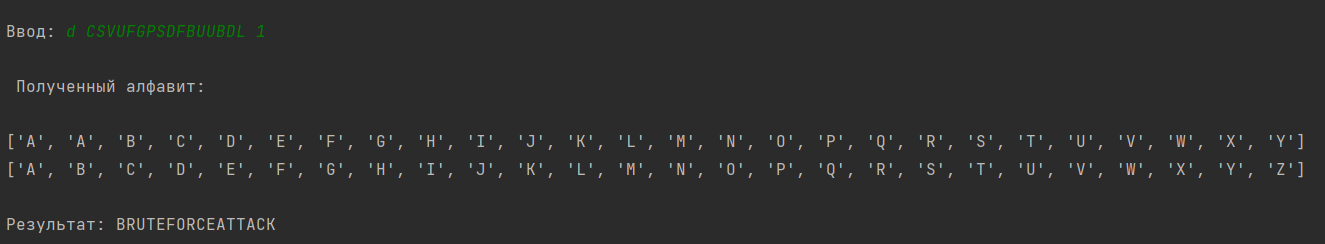 Ввод: d CSVUFGPSDFBUUBDL 1
Полученный алфавит:
['A', 'A', 'B', 'C', 'D', 'E', 'F', 'G', 'H', 'I', 'J', 'K', 'L', 'M', 'N', 'O', 'P', 'Q', 'R', 'S', 'T', 'U', 'V', 'W', 'X', 'Y']
['A', 'B', 'C', 'D', 'E', 'F', 'G', 'H', 'I', 'J', 'K', 'L', 'M', 'N', 'O', 'P', 'Q', 'R', 'S', 'T', 'U', 'V', 'W', 'X', 'Y', 'Z']
Результат: BRUTEFORCEATTACK